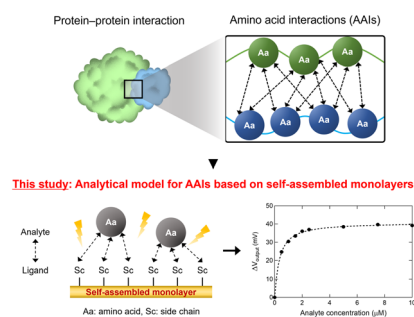 Protein–protein interaction
Amino acid interactions (AAIs)
Aa Aa Aa
Aa Aa Aa Aa
This study: Analytical model for AAIs based on self-assembled monolayers
Analyte
Ligand
Aa Aa
Sc Sc Sc Sc Sc Sc
Self-assembled monolayer
Aa: amino acid, Sc: side chain
ΔVoutput (mV)
50
40
30
20
10
0
0 2 4 6 8 10
Analyte concentration (μM)